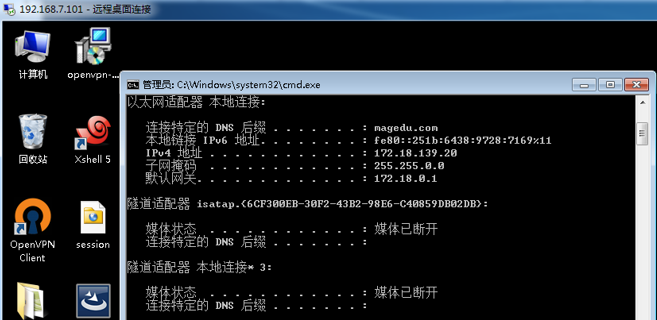 192.168.7.101 - 远程桌面连接
计算机
openvpn-...
回收站
Xshell 5
OpenVPN
Client
session
管理员: C:\Windows\system32\cmd.exe
以太网适配器 本地连接:
连接特定的 DNS 后缀 . . . . . . . : magedu.com
本地链接 IPv6 地址. . . . . . . . : fe80::251b:6438:9728:7169%11
IPv4 地址 . . . . . . . . . . . . : 172.18.139.20
子网掩码 . . . . . . . . . . . . : 255.255.0.0
默认网关. . . . . . . . . . . . . : 172.18.0.1
隧道适配器 isatap.{6CF300EB-30F2-43B2-98E6-C40859DB02DB}:
媒体状态 . . . . . . . . . . . . : 媒体已断开
连接特定的 DNS 后缀 . . . . . . . :
隧道适配器 本地连接* 3:
媒体状态 . . . . . . . . . . . . : 媒体已断开
连接特定的 DNS 后缀 . . . . . . . :